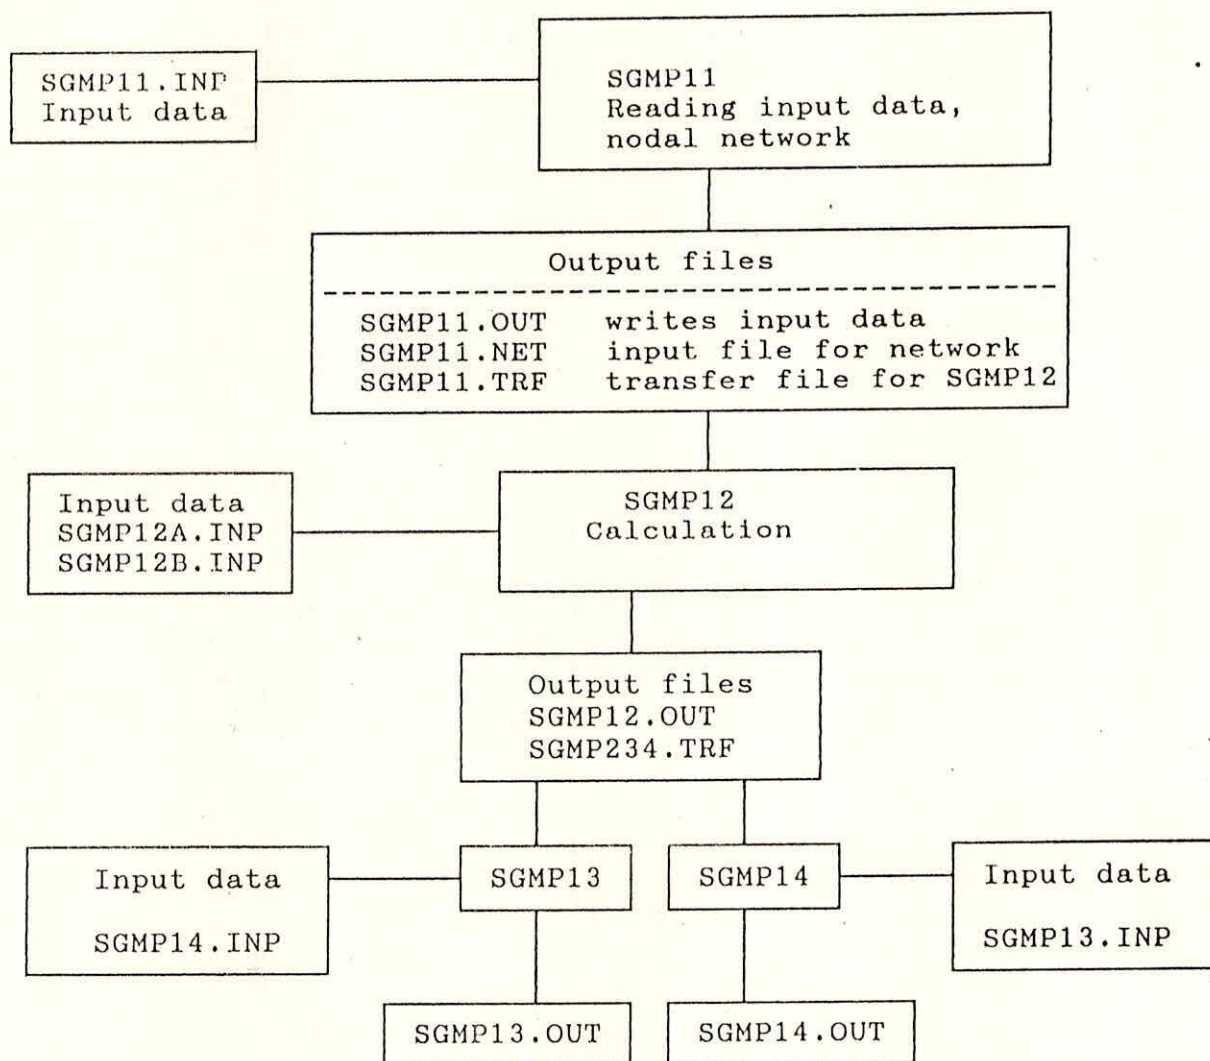 SGMP11.INP
Input data
SGMP11
Reading input data,
nodal network
Output files
SGMP11.OUT writes input data
SGMP11.NET input file for network
SGMP11.TRF transfer file for SGMP12
Input data
SGMP12A.INP
SGMP12B.INP
SGMP12
Calculation
Output files
SGMP12.OUT
SGMP234.TRF
Input data
SGMP14.INP
SGMP13
SGMP14
Input data
SGMP13.INP
SGMP13.OUT
SGMP14.OUT